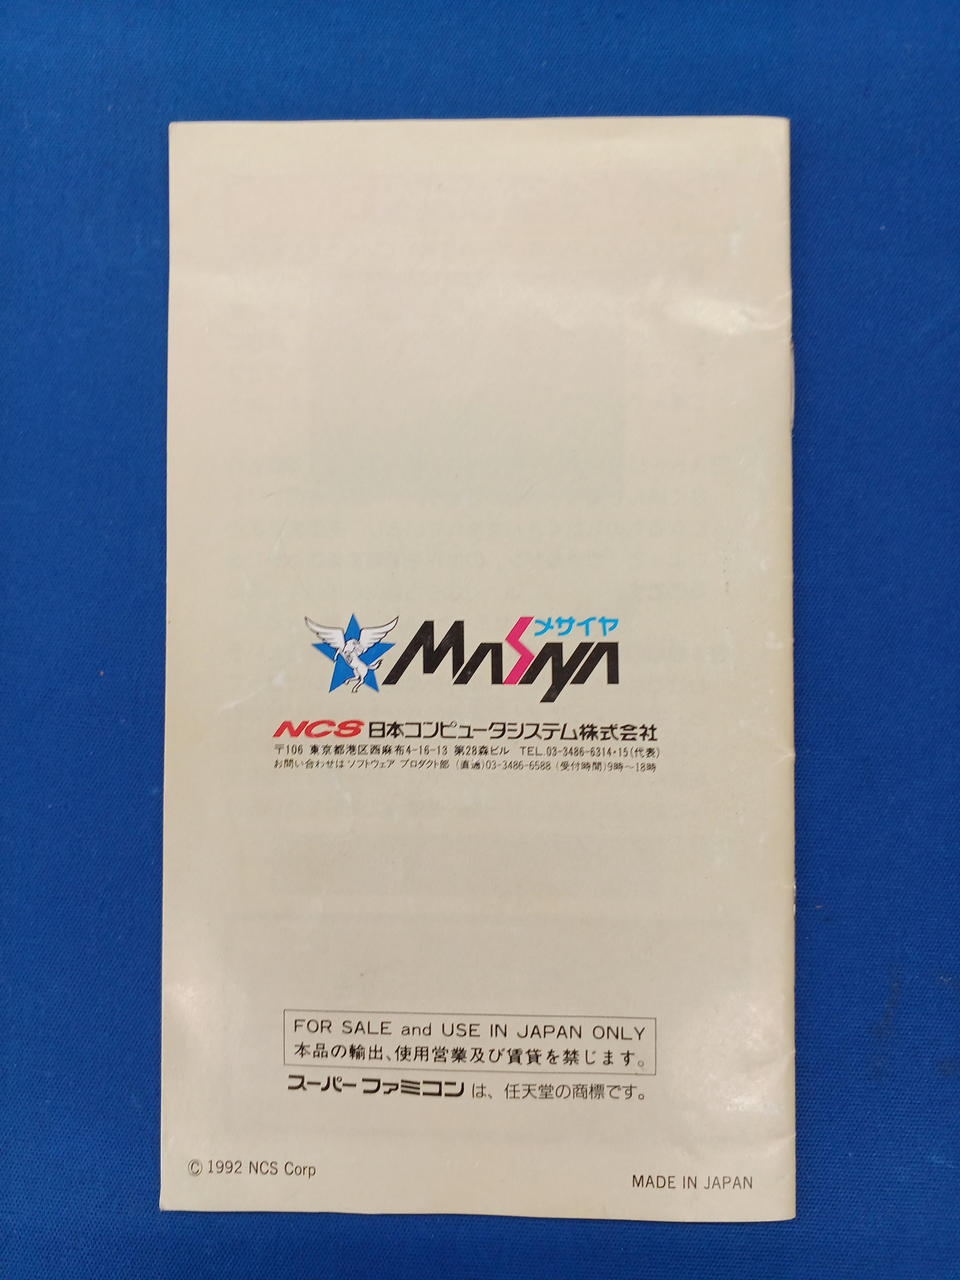 メサイヤ
MASAYA
NCS 日本コンピュータシステム株式会社
〒106 東京都港区西麻布4-16-13 第28森ビル TEL.03-3486-6314・15(代表)
お問い合わせは ソフトウェア プロダクト部 (直通)03-3486-6588 (受付時間)9時～18時
FOR SALE and USE IN JAPAN ONLY
本品の輸出、使用営業及び賃貸を禁じます。
スーパーファミコン は、任天堂の商標です。
© 1992 NCS Corp
MADE IN JAPAN